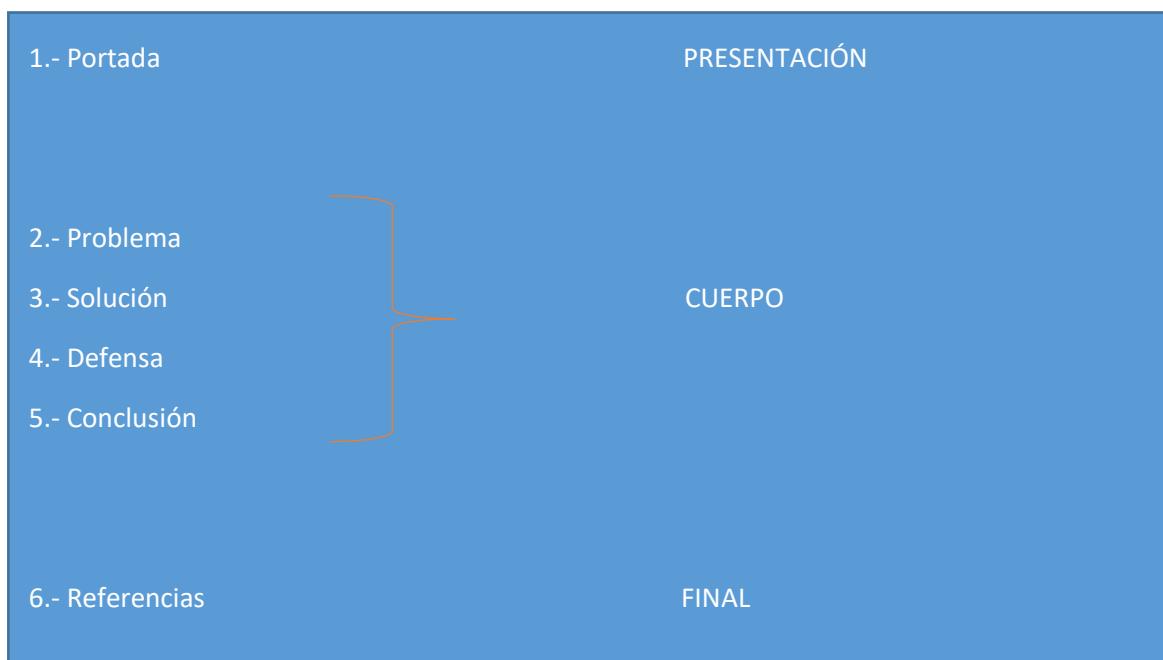 1.- Portada PRESENTACIÓN
2.- Problema
3.- Solución CUERPO
4.- Defensa
5.- Conclusión
6.- Referencias FINAL